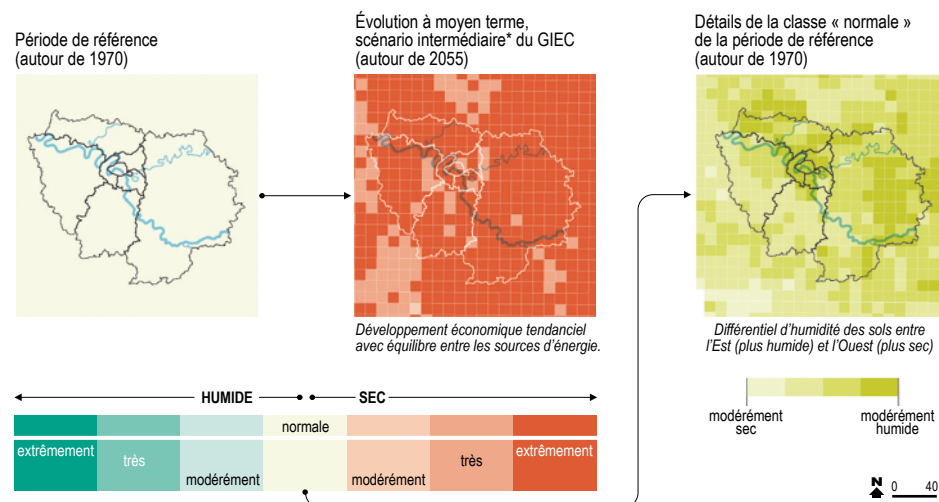 Période de référence
(autour de 1970)
Évolution à moyen terme,
scénario intermédiaire* du GIEC
(autour de 2055)
Détails de la classe « normale »
de la période de référence
(autour de 1970)
Développement économique tendanciel
avec équilibre entre les sources d'énergie.
Différentiel d'humidité des sols entre
l'Est (plus humide) et l'Ouest (plus sec)
HUMIDE
SEC
normale
extrêmement
très
modérément
modérément
très
extrêmement
modérément
sec
modérément
humide
N 0 40